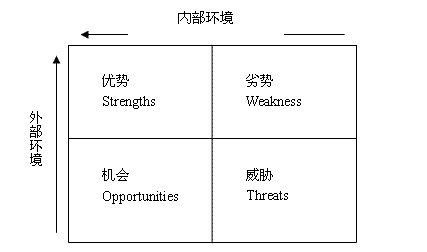 内部环境
外部环境
优势
Strengths
劣势
Weakness
机会
Opportunities
威胁
Threats